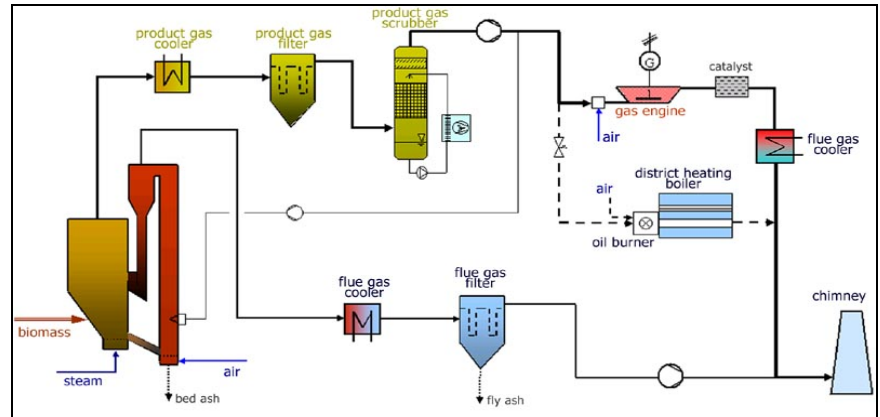 product gas
cooler
product gas
filter
product gas
scrubber
G
catalyst
gas engine
air
flue gas
cooler
district heating
boiler
air
oil burner
flue gas
cooler
flue gas
filter
chimney
biomass
steam
air
bed ash
fly ash